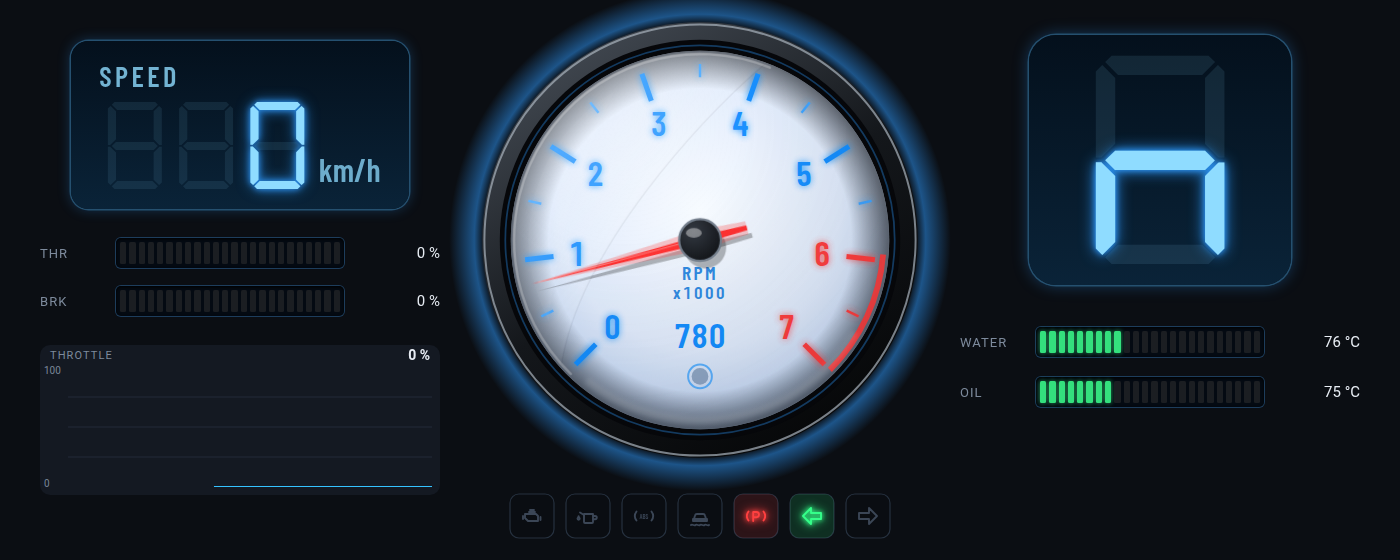 SPEED
0 km/h
THR 0 %
BRK 0 %
THROTTLE 0 %
100
0
0
1
2
3
4
5
6
7
RPM
x1000
780
n
WATER 76 °C
OIL 75 °C
(ABS)
(P)